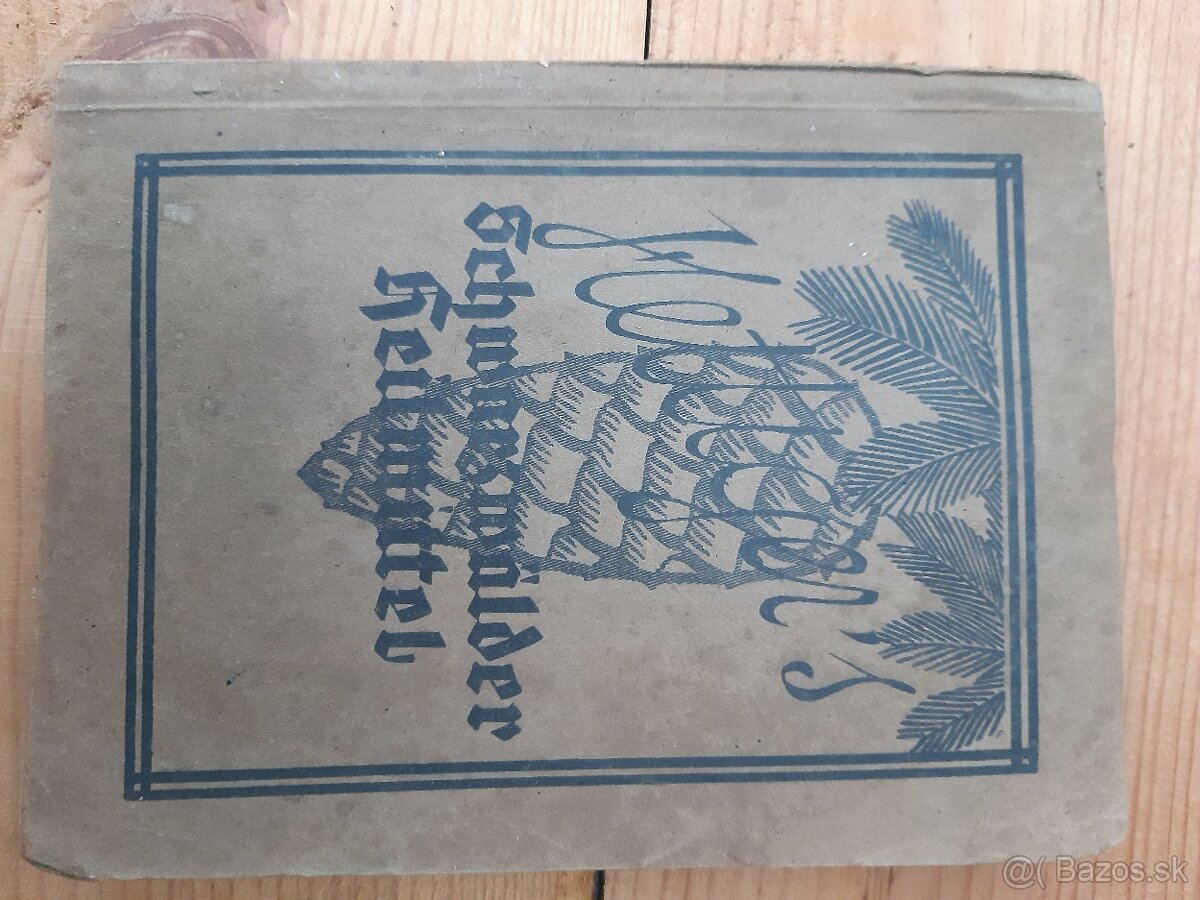 Schwarzwälder
Heilmittel
@( Bazos.sk